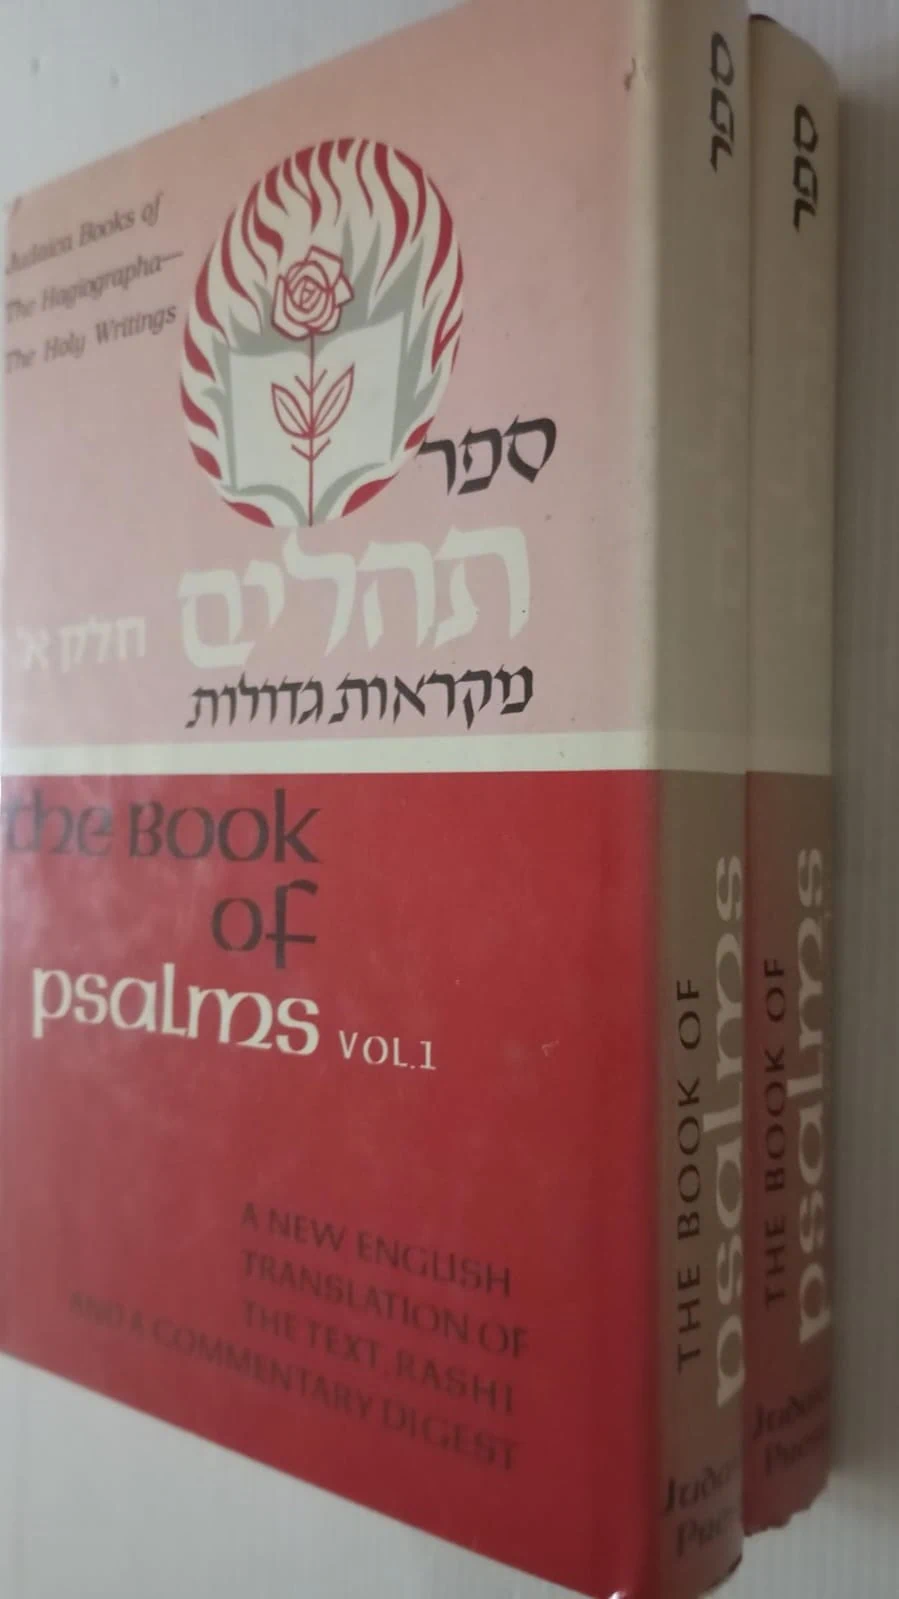 Judaica Books of
The Hagiographa—
The Holy Writings
ספר
תהלים
חלק א'
מקראות גדולות
the Book
of
psalms VOL.1
A NEW ENGLISH
TRANSLATION OF
THE TEXT, RASHI
AND A COMMENTARY DIGEST
ספר
THE BOOK OF
psalms
ספר
THE BOOK OF
psalms